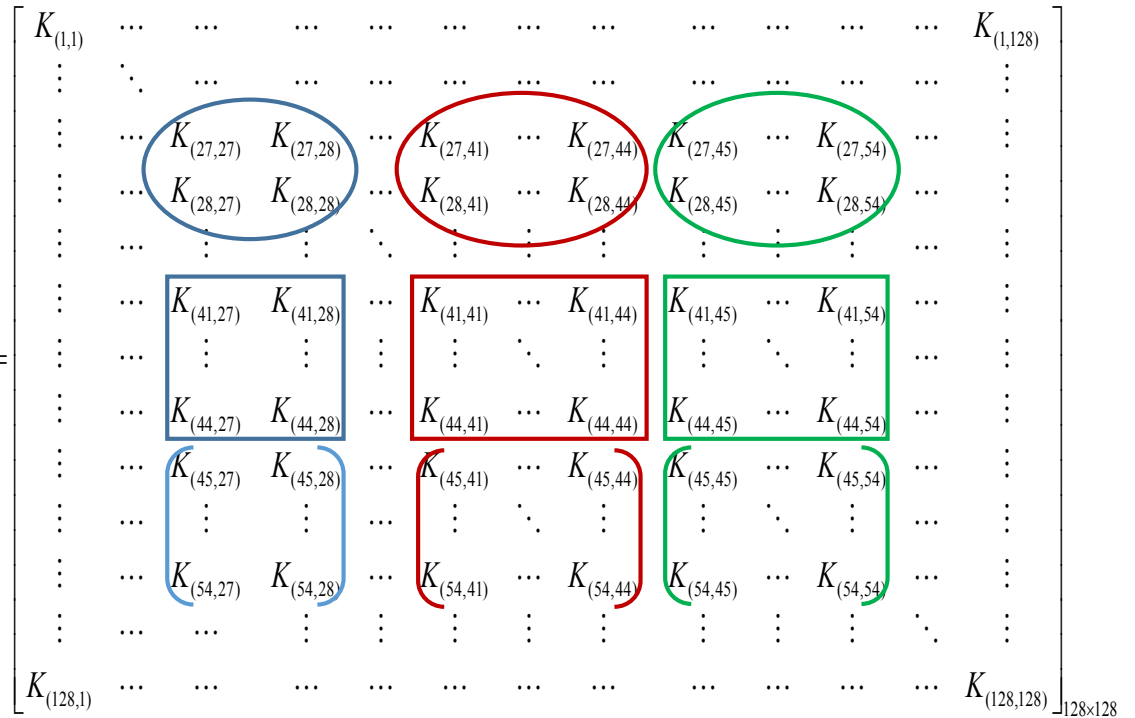 K(1,1) ⋯ ⋯ ⋯ ⋯ ⋯ ⋯ ⋯ ⋯ ⋯ ⋯ ⋯ K(1,128)
⋮ ⋱ ⋯ ⋯ ⋯ ⋯ ⋯ ⋯ ⋯ ⋯ ⋯ ⋯ ⋮
⋮ ⋯ K(27,27) K(27,28) ⋯ K(27,41) ⋯ K(27,44) K(27,45) ⋯ K(27,54) ⋯ ⋮
⋮ ⋯ K(28,27) K(28,28) ⋯ K(28,41) ⋯ K(28,44) K(28,45) ⋯ K(28,54) ⋯ ⋮
⋮ ⋯ ⋮ ⋮ ⋱ ⋮ ⋮ ⋮ ⋮ ⋮ ⋮ ⋯ ⋮
⋮ ⋯ K(41,27) K(41,28) ⋯ K(41,41) ⋯ K(41,44) K(41,45) ⋯ K(41,54) ⋯ ⋮
= ⋮ ⋯ ⋮ ⋮ ⋮ ⋮ ⋱ ⋮ ⋮ ⋱ ⋮ ⋯ ⋮
⋮ ⋯ K(44,27) K(44,28) ⋯ K(44,41) ⋯ K(44,44) K(44,45) ⋯ K(44,54) ⋯ ⋮
⋮ ⋯ K(45,27) K(45,28) ⋯ K(45,41) ⋯ K(45,44) K(45,45) ⋯ K(45,54) ⋯ ⋮
⋮ ⋯ ⋮ ⋮ ⋯ ⋮ ⋱ ⋮ ⋮ ⋱ ⋮ ⋯ ⋮
⋮ ⋯ K(54,27) K(54,28) ⋯ K(54,41) ⋯ K(54,44) K(54,45) ⋯ K(54,54) ⋯ ⋮
⋮ ⋯ ⋯ ⋮ ⋮ ⋮ ⋮ ⋮ ⋮ ⋮ ⋮ ⋱ ⋮
K(128,1) ⋯ ⋯ ⋯ ⋯ ⋯ ⋯ ⋯ ⋯ ⋯ ⋯ ⋯ K(128,128) 128×128